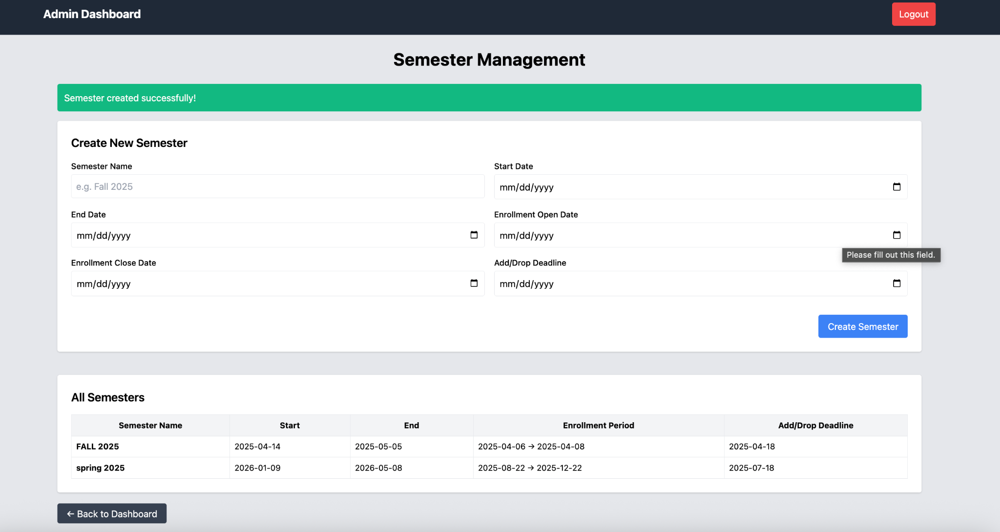 Admin Dashboard
Logout
Semester Management
Semester created successfully!
Create New Semester
Semester Name
Start Date
e.g. Fall 2025
mm/dd/yyyy
End Date
Enrollment Open Date
mm/dd/yyyy
mm/dd/yyyy
Please fill out this field.
Enrollment Close Date
Add/Drop Deadline
mm/dd/yyyy
mm/dd/yyyy
Create Semester
All Semesters
Semester Name Start End Enrollment Period Add/Drop Deadline
FALL 2025 2025-04-14 2025-05-05 2025-04-06 → 2025-04-08 2025-04-18
spring 2025 2026-01-09 2026-05-08 2025-08-22 → 2025-12-22 2025-07-18
← Back to Dashboard